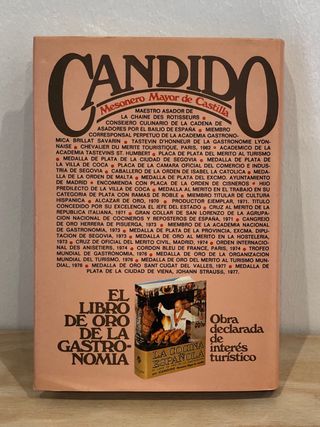 CANDIDO
Mesonero Mayor de Castilla
MAESTRO ASADOR DE
LA CHAINE DES ROTISSEURS *
CONSEJERO CULINARIO DE LA CADENA DE
ASADORES POR EL BAILIO DE ESPAÑA * MIEMBRO
CORRESPONSAL PERPETUO DE LA ACADEMIA GASTRONO-
MICA BRILLAT SAVARIN * TASTEVIN D'HONNEUR DE LA GASTRONOMIE LYO-
NAISE * CHEVALIER DU MERITE TOURISTIQUE, PARIS, 1962 * ACADEMICO DE LA
ACADEMIA TASTEVINS ST. HUMBERTO * PLACA DE PLATA DEL MERITO AL TURISMO
* MEDALLA DE PLATA DE LA CIUDAD DE SEGOVIA * MEDALLA DE PLATA DE
LA VILLA DE COCA * PLACA DE LA CAMARA OFICIAL DEL COMERCIO E INDUS-
TRIA DE SEGOVIA * CABALLERO DE LA ORDEN DE ISABEL LA CATOLICA * MEDA-
LLA DE LA ORDEN DE MALTA * MEDALLA DE PLATA DEL EXCMO. AYUNTAMIENTO
DE MADRID * ENCOMIENDA CON PLACA DE LA ORDEN DE CISNEROS * HIJO
PREDILECTO DE LA VILLA DE COCA * MEDALLA AL MERITO EN EL TRABAJO EN SU
CATEGORIA DE PLATA CON RAMAS DE ROBLE * MIEMBRO TITULAR DE CULTURA
HISPANICA * ALCAZAR DE ORO, 1970 * PRODUCTOR EJEMPLAR, 1971. TITULO
CONCEDIDO POR SU EXCELENCIA EL JEFE DEL ESTADO * CRUZ AL MERITO DE LA
REPUBLICA ITALIANA, 1971 * GRAN COLLAR DE SAN LORENZO DE LA AGRUPA-
CION NACIONAL DE COCINEROS Y REPOSTEROS DE ESPAÑA, 1971 * CANGREJO
DE ORO HERRERA DE PISUERGA, 1973 * MIEMBRO DE LA ACADEMIA NACIONAL
DE GASTRONOMIA, 1973 * MEDALLA DE PLATA DE LA PROVINCIA, EXCMA. DIPU-
TACION DE SEGOVIA, 1973 * MEDALLA DE ORO AL MERITO EN LA HOSTELERIA,
1973 * CRUZ DE OFICIAL DEL MERITO CIVIL, MADRID, 1974 * ORDEN INTERNACIO-
NAL DES ANISETIERS, 1974 * CORDON BLEU DE FRANCE, PARIS, 1974 * TROFEO
MUNDIAL DE GASTRONOMIA, 1976 * MEDALLA DE ORO DE LA ORGANIZACION
MUNDIAL DEL TURISMO, 1976 * MEDALLA DE ORO DEL MERITO AL TURISMO MUN-
DIAL, 1976 * MEDALLA DE ORO SANT CUGAT DEL VALLES, 1977 * MEDALLA DE
PLATA DE LA CIUDAD DE VIENA, JOHANN STRAUSS, 1977.
EL
LIBRO
DE ORO
DE LA
GASTRO-
NOMIA
LA COCINA
ESPAÑOLA
Obra
declarada
de
interés
turístico